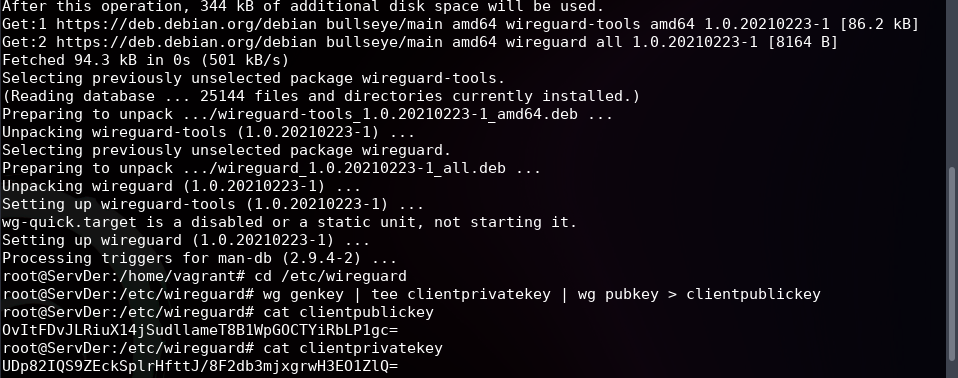 After this operation, 344 kB of additional disk space will be used.
Get:1 https://deb.debian.org/debian bullseye/main amd64 wireguard-tools amd64 1.0.20210223-1 [86.2 kB]
Get:2 https://deb.debian.org/debian bullseye/main amd64 wireguard all 1.0.20210223-1 [8164 B]
Fetched 94.3 kB in 0s (501 kB/s)
Selecting previously unselected package wireguard-tools.
(Reading database ... 25144 files and directories currently installed.)
Preparing to unpack .../wireguard-tools_1.0.20210223-1_amd64.deb ...
Unpacking wireguard-tools (1.0.20210223-1) ...
Selecting previously unselected package wireguard.
Preparing to unpack .../wireguard_1.0.20210223-1_all.deb ...
Unpacking wireguard (1.0.20210223-1) ...
Setting up wireguard-tools (1.0.20210223-1) ...
wg-quick.target is a disabled or a static unit, not starting it.
Setting up wireguard (1.0.20210223-1) ...
Processing triggers for man-db (2.9.4-2) ...
root@ServDer:/home/vagrant# cd /etc/wireguard
root@ServDer:/etc/wireguard# wg genkey | tee clientprivatekey | wg pubkey > clientpublickey
root@ServDer:/etc/wireguard# cat clientpublickey
OvItFDvJLRiuX14jSudllameT8B1WpGOCTYiRbLP1gc=
root@ServDer:/etc/wireguard# cat clientprivatekey
UDp82IQS9ZEckSplrHfttJ/8F2db3mjxgrwH3EO1ZlQ=